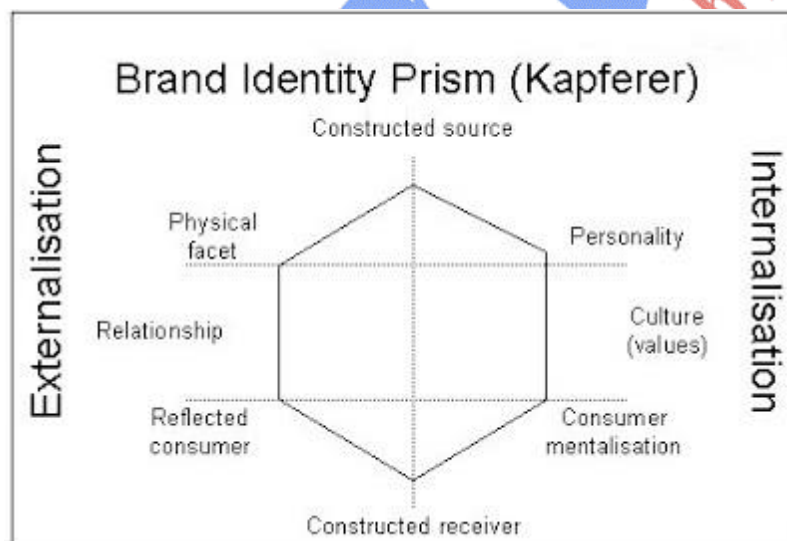 Brand Identity Prism (Kapferer)
Constructed source
Externalisation
Internalisation
Physical
facet
Personality
Relationship
Culture
(values)
Reflected
consumer
Consumer
mentalisation
Constructed receiver